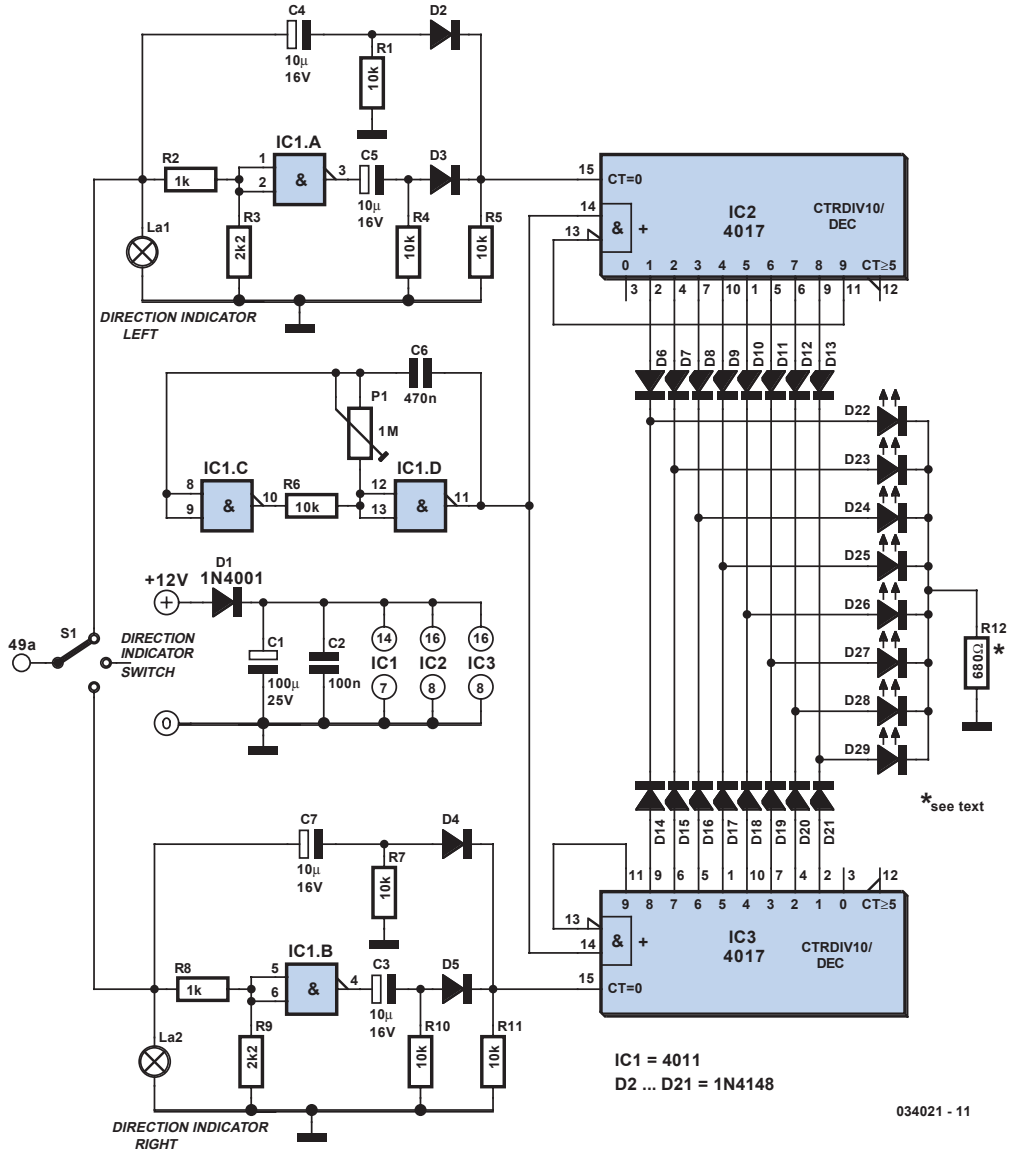 C4
10μ
16V
R1
10k
D2
R2
1k
IC1.A
1
2
&
3
C5
10μ
16V
D3
R3
2k2
R4
10k
R5
10k
La1
DIRECTION INDICATOR
LEFT
15
CT=0
14
13
&
+
IC2
4017
CTRDIV10/
DEC
0 1 2 3 4 5 6 7 8 9 CT≥5
3 2 4 7 10 1 5 6 9 11 12
D6 D7 D8 D9 D10 D11 D12 D13
C6
470n
P1
1M
IC1.C
8
9
&
10
R6
10k
IC1.D
12
13
&
11
D22
D23
D24
D25
D26
D27
D28
D29
R12
680Ω
*
*see text
D1
1N4001
+12V
+
49a
S1
DIRECTION
INDICATOR
SWITCH
C1
100μ
25V
C2
100n
14 16 16
IC1 IC2 IC3
7 8 8
0
D14 D15 D16 D17 D18 D19 D20 D21
C7
10μ
16V
R7
10k
D4
R8
1k
IC1.B
5
6
&
4
C3
10μ
16V
D5
R9
2k2
R10
10k
R11
10k
La2
DIRECTION INDICATOR
RIGHT
11 9 6 5 1 10 7 4 2 3 12
9 8 7 6 5 4 3 2 1 0 CT≥5
13
14
&
+
15
CT=0
IC3
4017
CTRDIV10/
DEC
IC1 = 4011
D2 ... D21 = 1N4148
034021 - 11